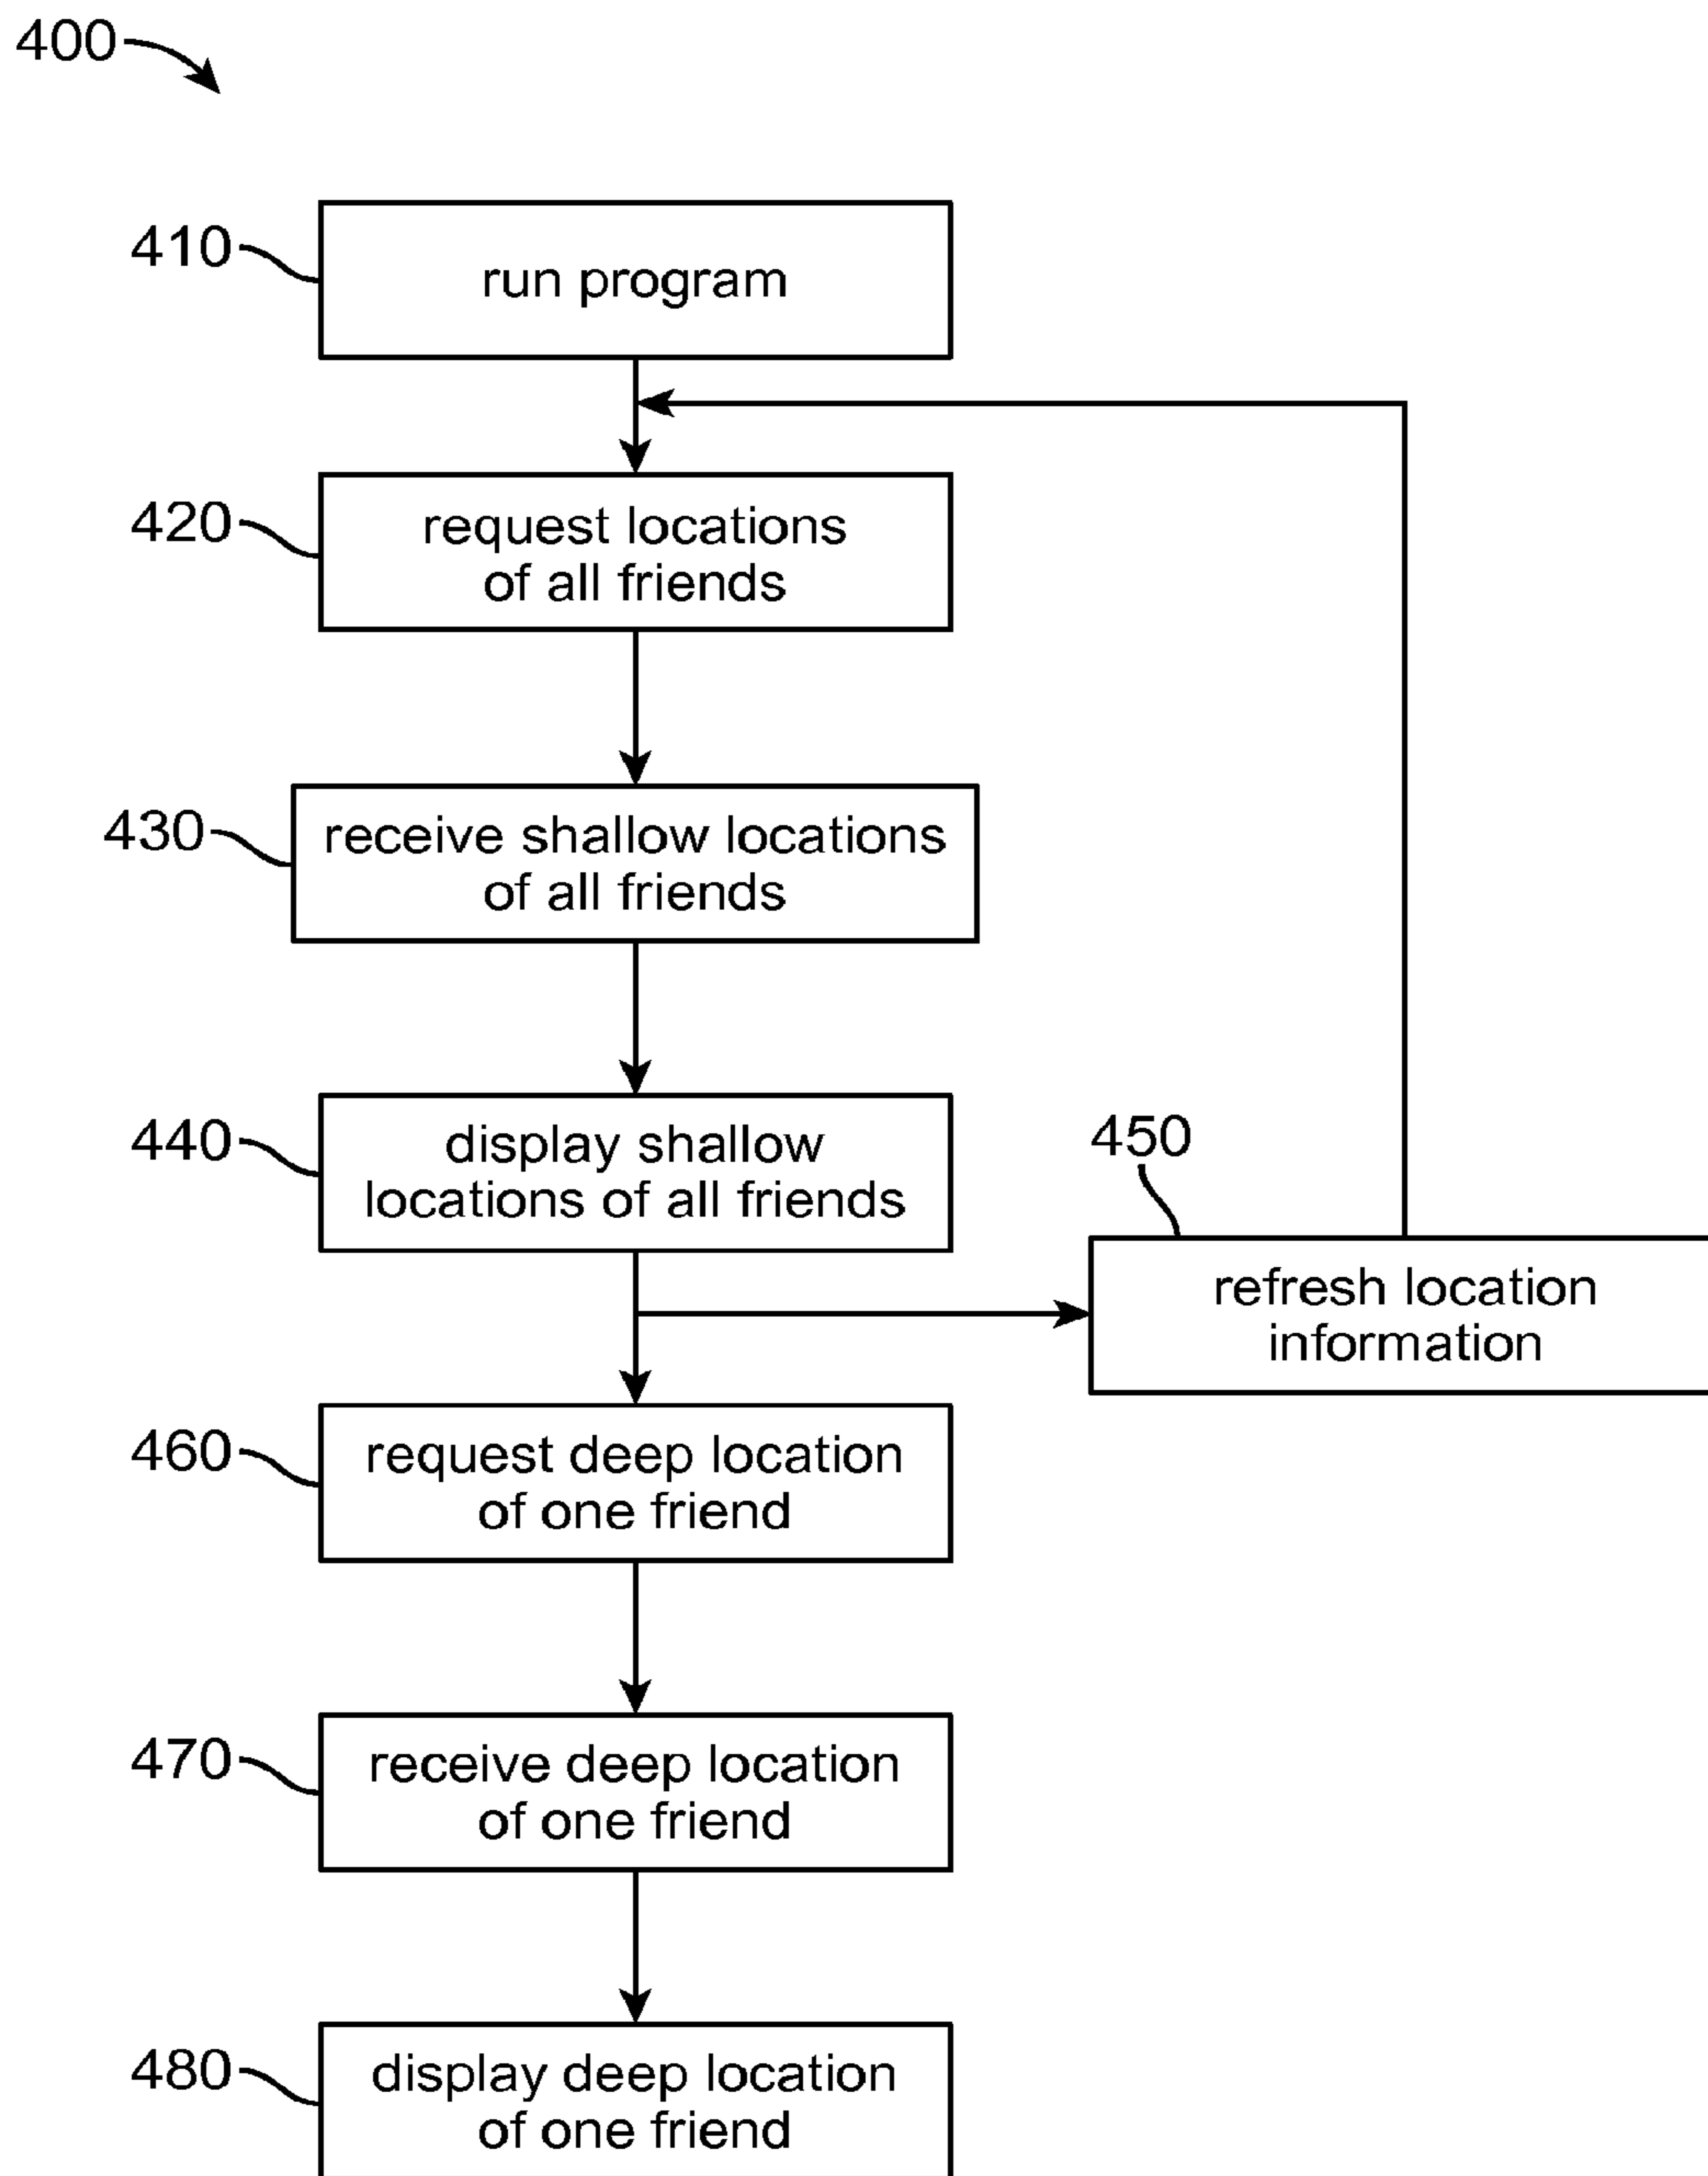 400
410
run program
420
request locations
of all friends
430
receive shallow locations
of all friends
440
display shallow
locations of all friends
450
refresh location
information
460
request deep location
of one friend
470
receive deep location
of one friend
480
display deep location
of one friend